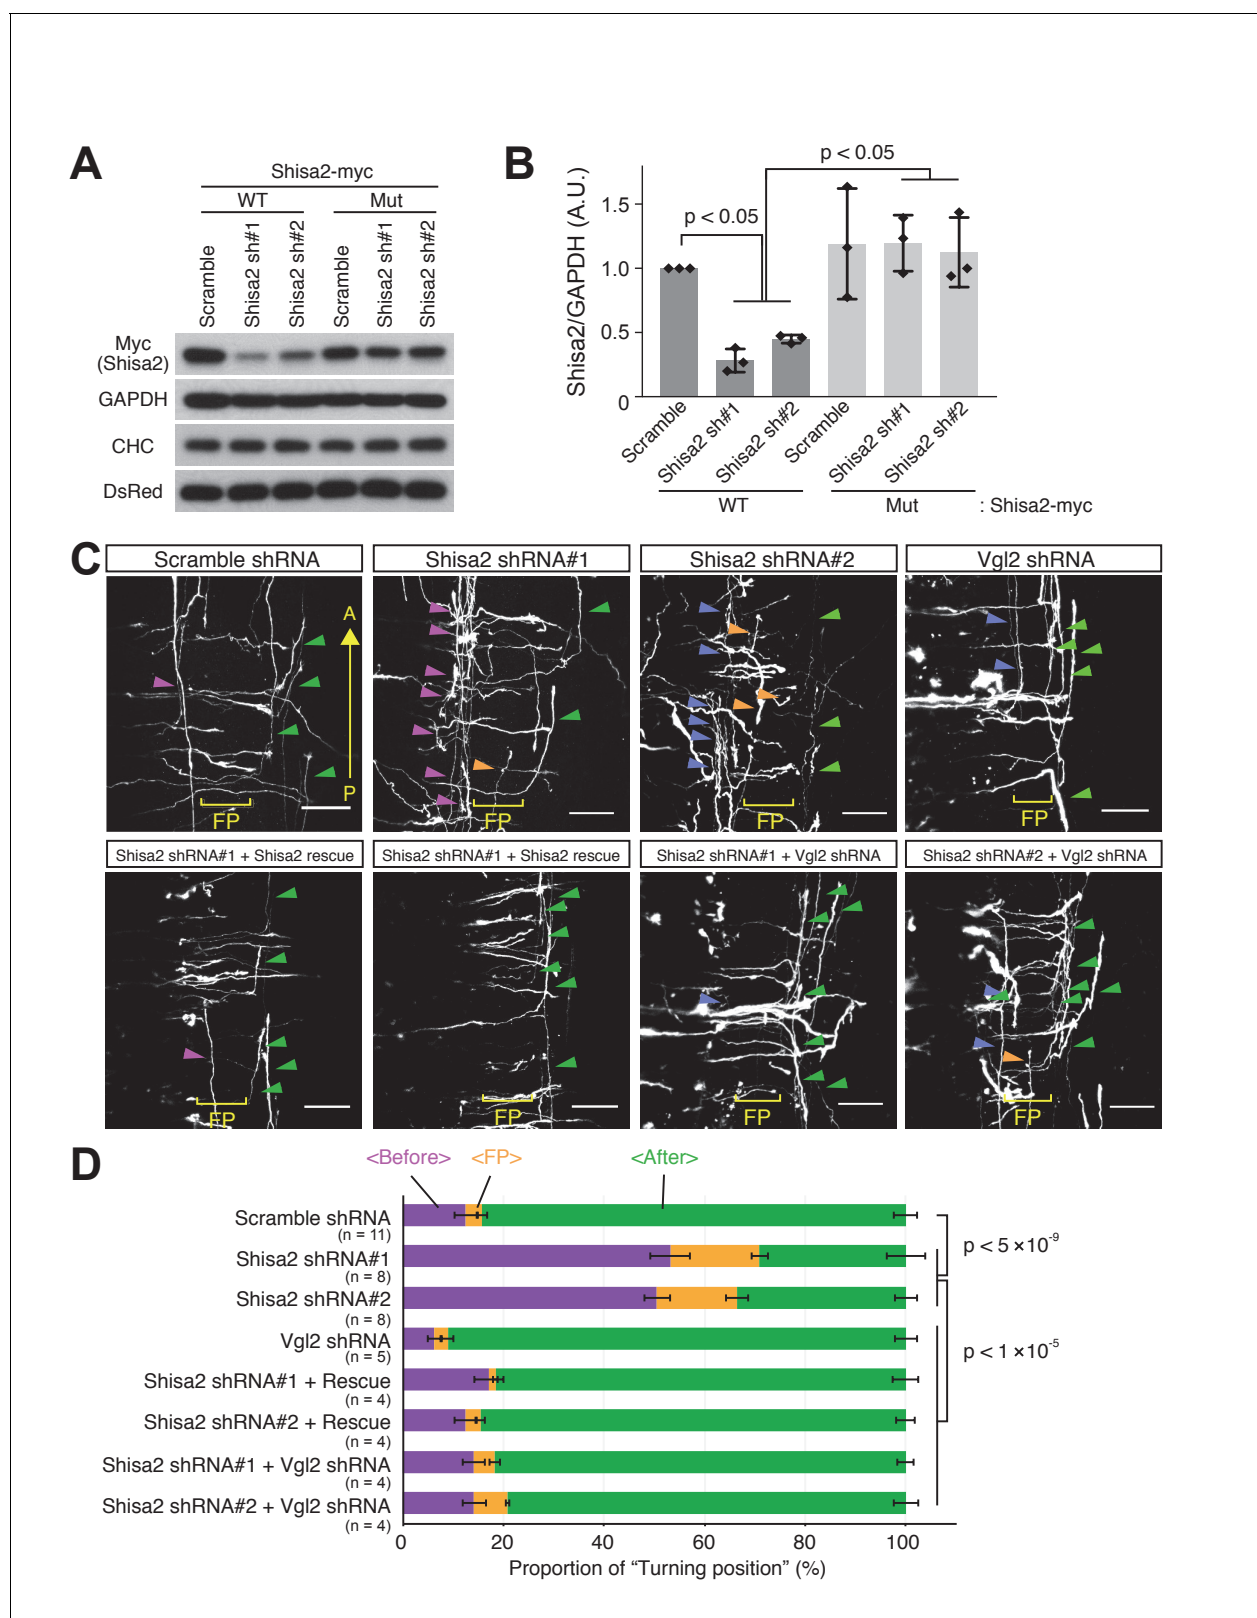 A
Shisa2-myc
WT
Mut
Scramble
Shisa2 sh#1
Shisa2 sh#2
Scramble
Shisa2 sh#1
Shisa2 sh#2
Myc
(Shisa2)
GAPDH
CHC
DsRed
B
p < 0.05
p < 0.05
Shisa2/GAPDH (A.U.)
1.5
1.0
0.5
0
Scramble
Shisa2 sh#1
Shisa2 sh#2
Scramble
Shisa2 sh#1
Shisa2 sh#2
WT
Mut
: Shisa2-myc
C
Scramble shRNA
Shisa2 shRNA#1
Shisa2 shRNA#2
Vgl2 shRNA
A
P
FP
FP
FP
FP
Shisa2 shRNA#1 + Shisa2 rescue
Shisa2 shRNA#1 + Shisa2 rescue
Shisa2 shRNA#1 + Vgl2 shRNA
Shisa2 shRNA#2 + Vgl2 shRNA
FP
FP
FP
FP
D
<Before>
<FP>
<After>
Scramble shRNA
(n = 11)
Shisa2 shRNA#1
(n = 8)
Shisa2 shRNA#2
(n = 8)
Vgl2 shRNA
(n = 5)
Shisa2 shRNA#1 + Rescue
(n = 4)
Shisa2 shRNA#2 + Rescue
(n = 4)
Shisa2 shRNA#1 + Vgl2 shRNA
(n = 4)
Shisa2 shRNA#2 + Vgl2 shRNA
(n = 4)
p < 5 ×10⁻⁹
p < 1 ×10⁻⁵
0
20
40
60
80
100
Proportion of “Turning position” (%)